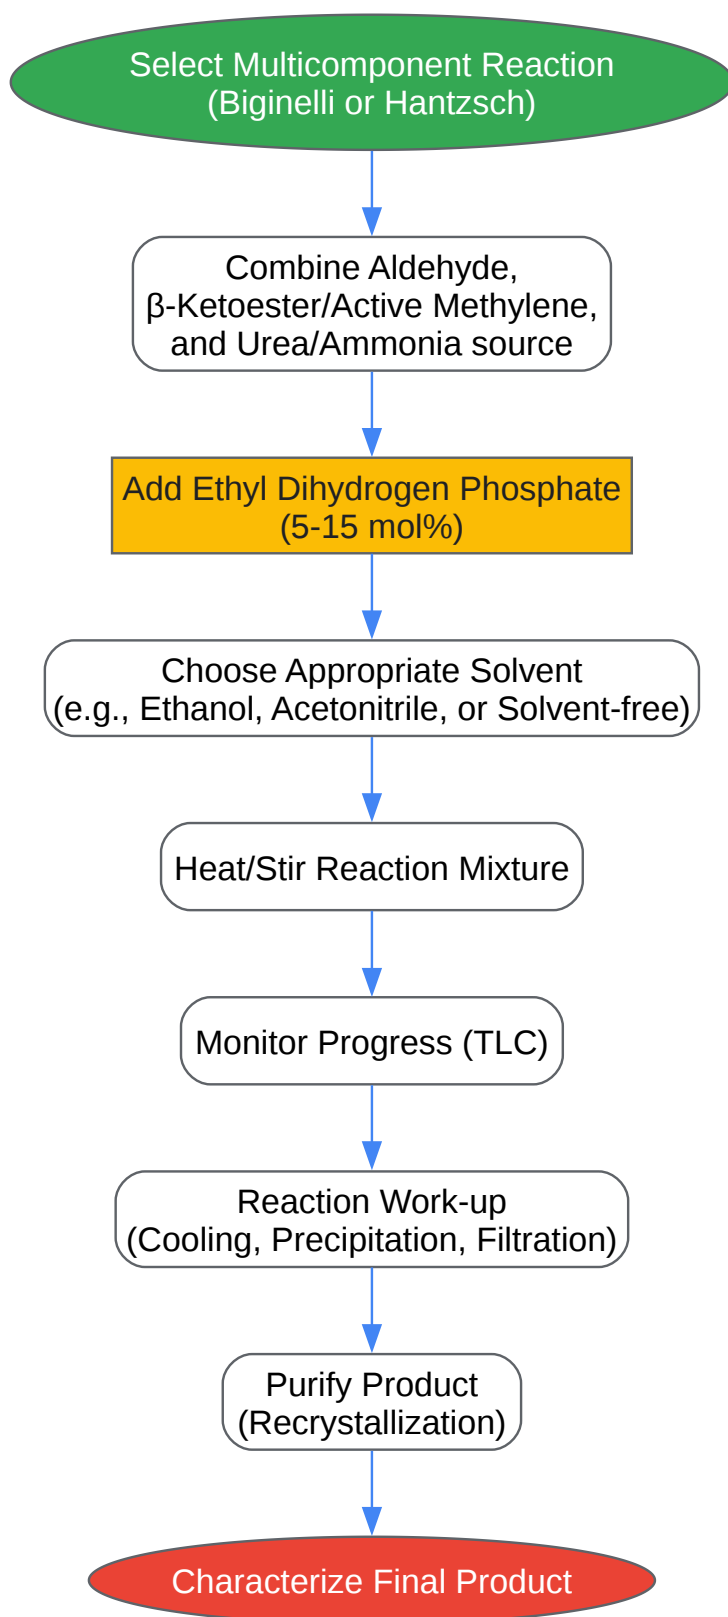 Select Multicomponent Reaction
(Biginelli or Hantzsch)
Combine Aldehyde,
β-Ketoester/Active Methylene,
and Urea/Ammonia source
Add Ethyl Dihydrogen Phosphate
(5-15 mol%)
Choose Appropriate Solvent
(e.g., Ethanol, Acetonitrile, or Solvent-free)
Heat/Stir Reaction Mixture
Monitor Progress (TLC)
Reaction Work-up
(Cooling, Precipitation, Filtration)
Purify Product
(Recrystallization)
Characterize Final Product